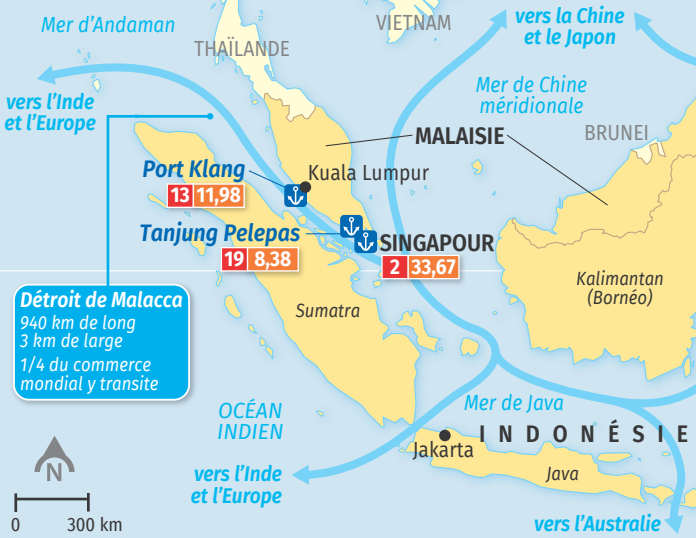 Mer d'Andaman
VIETNAM
vers la Chine
et le Japon
THAÏLANDE
vers l'Inde
et l'Europe
Mer de Chine
méridionale
MALAISIE
BRUNEI
Port Klang
13 11,98
Kuala Lumpur
Tanjung Pelepas
19 8,38
SINGAPOUR
2 33,67
Kalimantan
(Bornéo)
Détroit de Malacca
940 km de long
3 km de large
1/4 du commerce
mondial y transite
Sumatra
OCÉAN
INDIEN
Mer de Java
INDONÉSIE
Jakarta
Java
N
vers l'Inde
et l'Europe
0 300 km
vers l'Australie